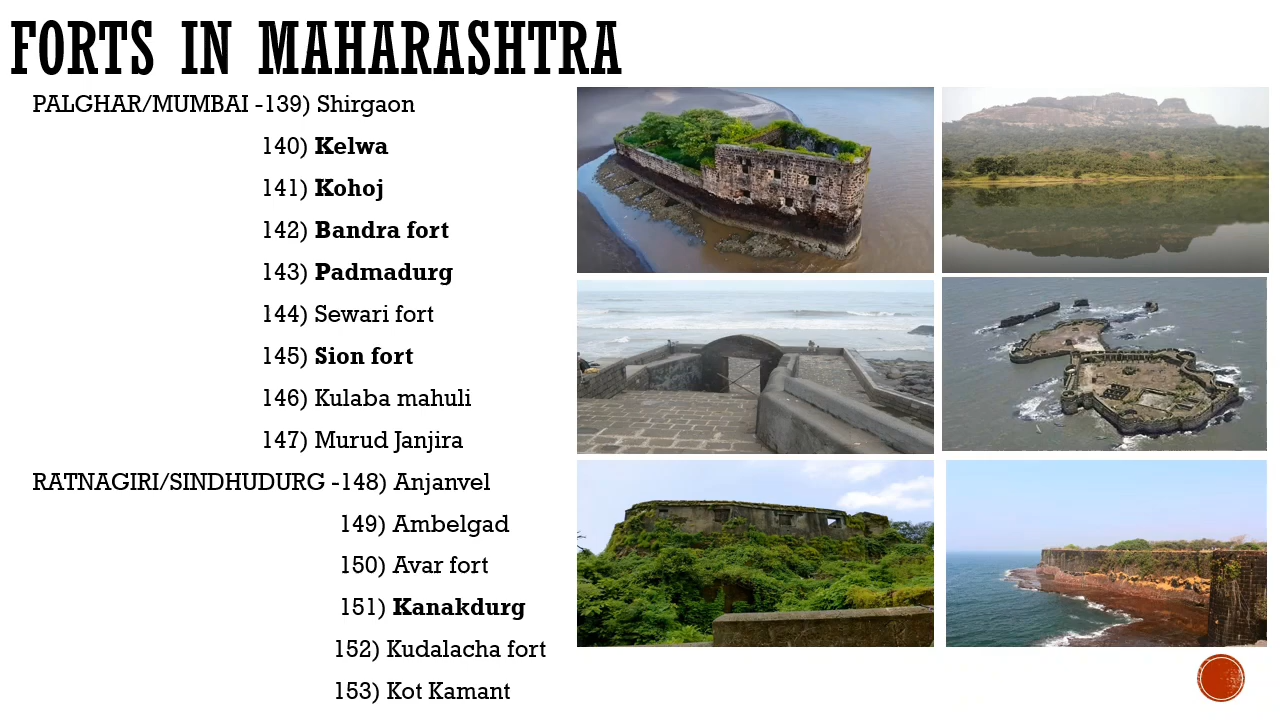 FORTS IN MAHARASHTRA
PALGHAR/MUMBAI -139) Shirgaon
140) Kelwa
141) Kohoj
142) Bandra fort
143) Padmadurg
144) Sewari fort
145) Sion fort
146) Kulaba mahuli
147) Murud Janjira
RATNAGIRI/SINDHUDURG -148) Anjanvel
149) Ambelgad
150) Avar fort
151) Kanakdurg
152) Kudalacha fort
153) Kot Kamant